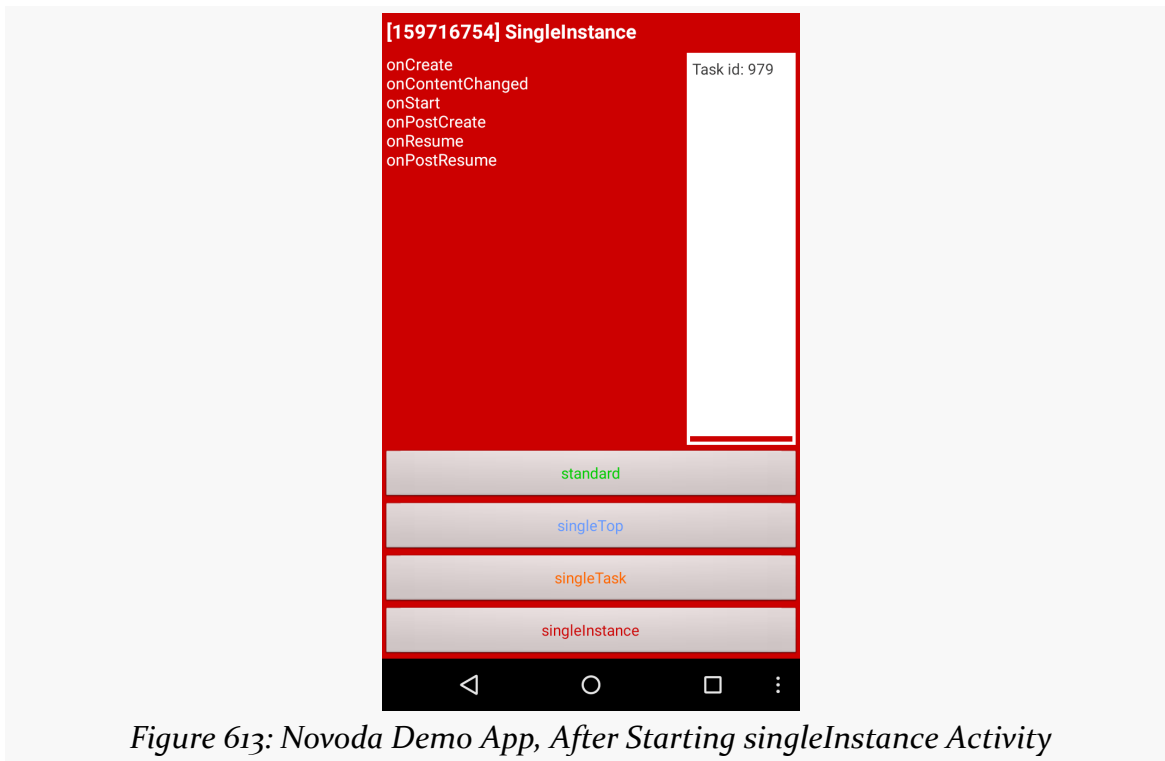 [159716754] SingleInstance
onCreate
onContentChanged
onStart
onPostCreate
onResume
onPostResume
Task id: 979
standard
singleTop
singleTask
singleInstance
Figure 613: Novoda Demo App, After Starting singleInstance Activity